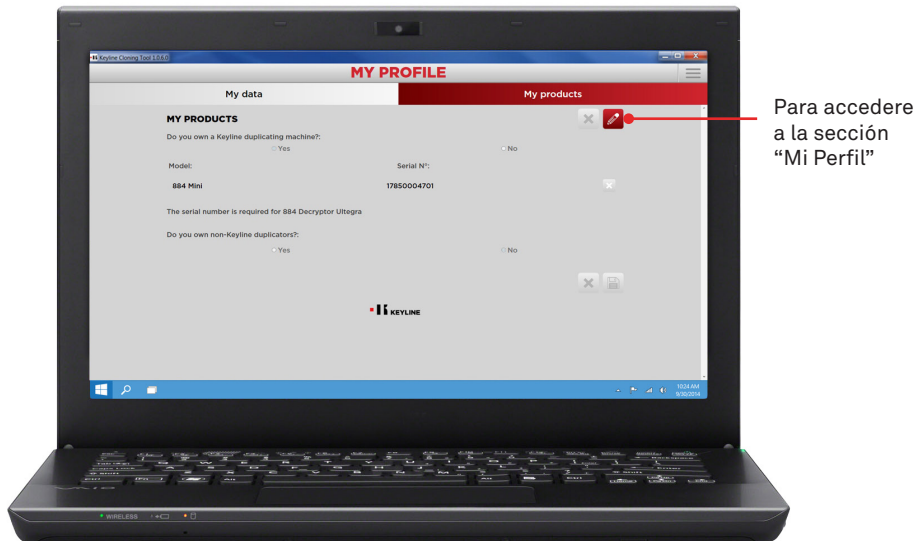 Keyline Cloning Tool 1.0.6.0
MY PROFILE
My data
My products
MY PRODUCTS
Do you own a Keyline duplicating machine?:
Yes
No
Model:
Serial N°:
884 Mini
17850004701
The serial number is required for 884 Decryptor Ultegra
Do you own non-Keyline duplicators?:
Yes
No
KEYLINE
10:24 AM
9/30/2014
Para accedere
a la sección
“Mi Perfil”
WIRELESS